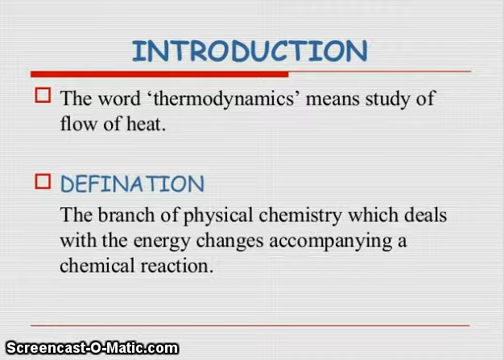 INTRODUCTION
The word ‘thermodynamics’ means study of
flow of heat.
DEFINATION
The branch of physical chemistry which deals
with the energy changes accompanying a
chemical reaction.
Screencast-O-Matic.com